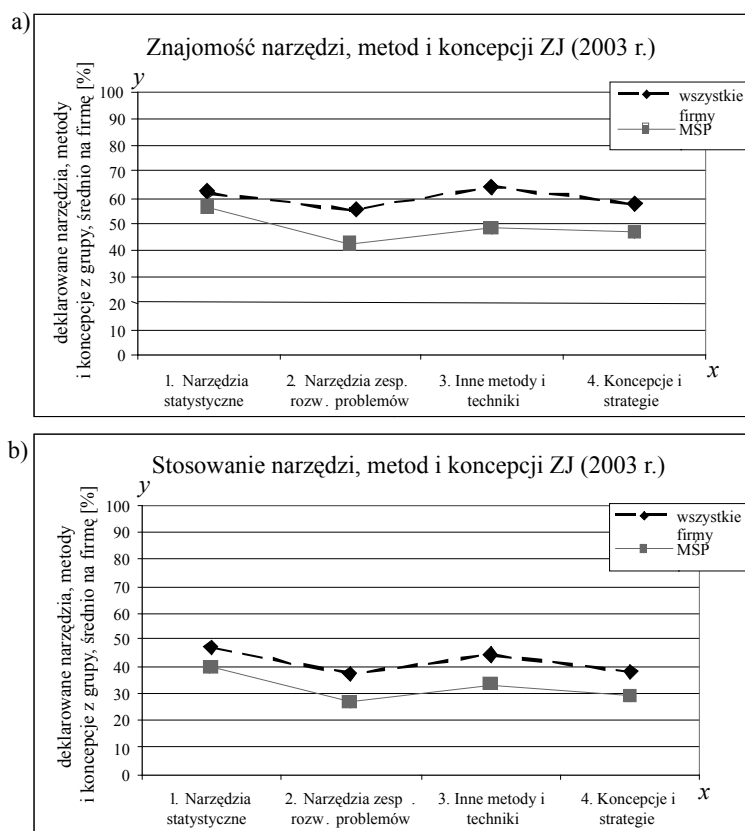 a)
Znajomość narzędzi, metod i koncepcji ZJ (2003 r.)
y
wszystkie
firmy
MŚP
deklarowane narzędzia, metody
i koncepcje z grupy, średnio na firmę [%]
100
90
80
70
60
50
40
30
20
10
0
1. Narzędzia
statystyczne
2. Narzędzia zesp.
rozw. problemów
3. Inne metody i
techniki
4. Koncepcje i
strategie
x
b)
Stosowanie narzędzi, metod i koncepcji ZJ (2003 r.)
y
wszystkie
firmy
MŚP
deklarowane narzędzia, metody
i koncepcje z grupy, średnio na firmę [%]
100
90
80
70
60
50
40
30
20
10
0
1. Narzędzia
statystyczne
2. Narzędzia zesp .
rozw. problemów
3. Inne metody i
techniki
4. Koncepcje i
strategie
x